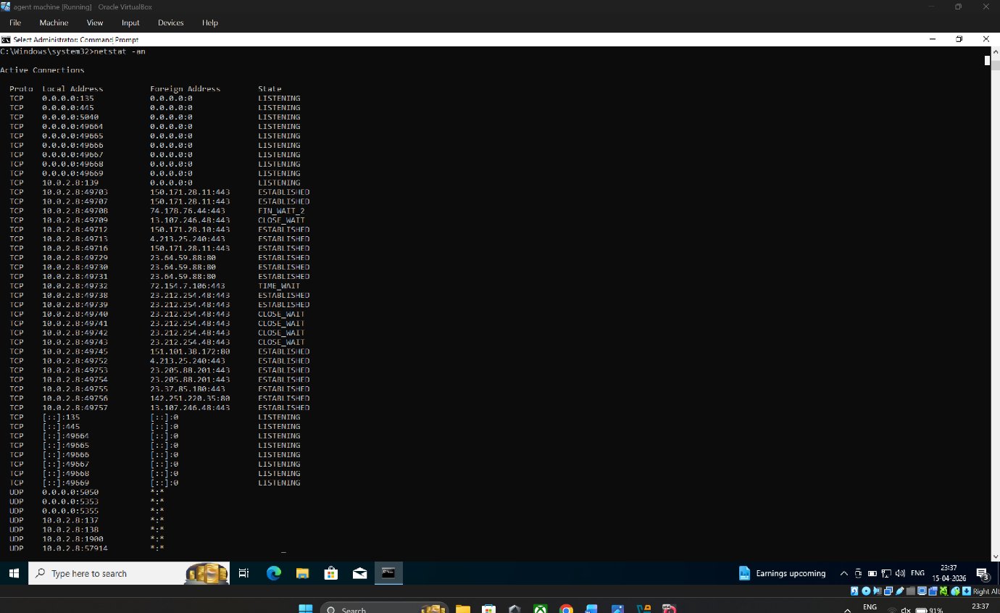 agent machine [Running] - Oracle VirtualBox
File Machine View Input Devices Help
Select Administrator: Command Prompt
C:\Windows\system32>netstat -an
Active Connections
Proto Local Address Foreign Address State
TCP 0.0.0.0:135 0.0.0.0:0 LISTENING
TCP 0.0.0.0:445 0.0.0.0:0 LISTENING
TCP 0.0.0.0:5040 0.0.0.0:0 LISTENING
TCP 0.0.0.0:49664 0.0.0.0:0 LISTENING
TCP 0.0.0.0:49665 0.0.0.0:0 LISTENING
TCP 0.0.0.0:49666 0.0.0.0:0 LISTENING
TCP 0.0.0.0:49667 0.0.0.0:0 LISTENING
TCP 0.0.0.0:49668 0.0.0.0:0 LISTENING
TCP 0.0.0.0:49669 0.0.0.0:0 LISTENING
TCP 10.0.2.8:139 0.0.0.0:0 LISTENING
TCP 10.0.2.8:49703 150.171.28.11:443 ESTABLISHED
TCP 10.0.2.8:49707 150.171.28.11:443 ESTABLISHED
TCP 10.0.2.8:49708 74.178.76.44:443 FIN_WAIT_2
TCP 10.0.2.8:49709 13.107.246.48:443 CLOSE_WAIT
TCP 10.0.2.8:49712 150.171.28.10:443 ESTABLISHED
TCP 10.0.2.8:49713 4.213.25.240:443 ESTABLISHED
TCP 10.0.2.8:49716 150.171.28.11:443 ESTABLISHED
TCP 10.0.2.8:49729 23.64.59.88:80 ESTABLISHED
TCP 10.0.2.8:49730 23.64.59.88:80 ESTABLISHED
TCP 10.0.2.8:49731 23.64.59.88:80 ESTABLISHED
TCP 10.0.2.8:49732 72.154.7.106:443 TIME_WAIT
TCP 10.0.2.8:49738 23.212.254.48:443 ESTABLISHED
TCP 10.0.2.8:49739 23.212.254.48:443 ESTABLISHED
TCP 10.0.2.8:49740 23.212.254.48:443 CLOSE_WAIT
TCP 10.0.2.8:49741 23.212.254.48:443 CLOSE_WAIT
TCP 10.0.2.8:49742 23.212.254.48:443 CLOSE_WAIT
TCP 10.0.2.8:49743 23.212.254.48:443 CLOSE_WAIT
TCP 10.0.2.8:49745 151.101.38.172:80 ESTABLISHED
TCP 10.0.2.8:49752 4.213.25.240:443 ESTABLISHED
TCP 10.0.2.8:49753 23.205.88.201:443 ESTABLISHED
TCP 10.0.2.8:49754 23.205.88.201:443 ESTABLISHED
TCP 10.0.2.8:49755 23.37.85.180:443 ESTABLISHED
TCP 10.0.2.8:49756 142.251.220.35:80 ESTABLISHED
TCP 10.0.2.8:49757 13.107.246.48:443 ESTABLISHED
TCP [::]:135 [::]:0 LISTENING
TCP [::]:445 [::]:0 LISTENING
TCP [::]:49664 [::]:0 LISTENING
TCP [::]:49665 [::]:0 LISTENING
TCP [::]:49666 [::]:0 LISTENING
TCP [::]:49667 [::]:0 LISTENING
TCP [::]:49668 [::]:0 LISTENING
TCP [::]:49669 [::]:0 LISTENING
UDP 0.0.0.0:5050 *:*
UDP 0.0.0.0:5353 *:*
UDP 0.0.0.0:5355 *:*
UDP 10.0.2.8:137 *:*
UDP 10.0.2.8:138 *:*
UDP 10.0.2.8:1900 *:*
UDP 10.0.2.8:57914 *:*
Type here to search Earnings upcoming ENG 23:37
15-04-2026 3
Right Alt
Search ENG 91% 23:37